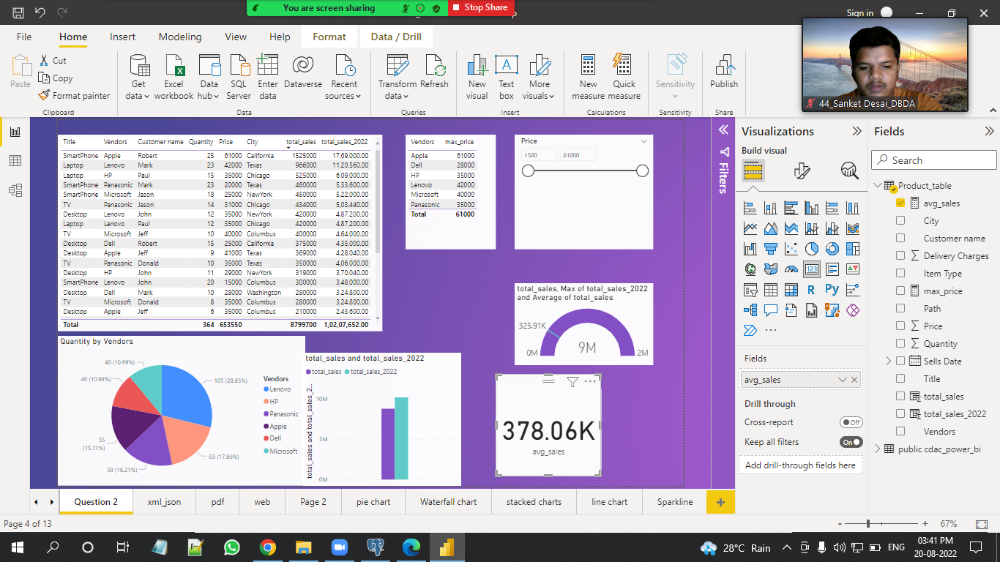 You are screen sharing
Stop Share
Sign in
File Home Insert Modeling View Help Format Data / Drill
Paste
Cut
Copy
Format painter
Clipboard
Get data
Excel workbook
Data hub
SQL Server
Enter data
Dataverse
Recent sources
Data
Transform data
Refresh
Queries
New visual
Text box
More visuals
Insert
New measure
Quick measure
Calculations
Sensitivity
Sensitivity
Publish
Share
44_Sanket Desai_DBDA
Title Vendors Customer name Quantity Price City total_sales total_sales_2022
SmartPhone Apple Robert 25 61000 California 1525000 17,69,000.00
Laptop Lenovo Mark 23 42000 Texas 966000 11,20,560.00
Laptop HP Paul 15 35000 Chicago 525000 6,09,000.00
SmartPhone Panasonic Mark 23 20000 Texas 460000 5,33,600.00
SmartPhone Microsoft Jason 18 25000 NewYork 450000 5,22,000.00
TV Panasonic Jason 14 31000 Chicago 434000 5,03,440.00
Desktop Lenovo John 12 35000 NewYork 420000 4,87,200.00
Laptop Lenovo Paul 12 35000 Chicago 420000 4,87,200.00
TV Microsoft Jeff 10 40000 Columbus 400000 4,64,000.00
Desktop Dell Robert 15 25000 California 375000 4,35,000.00
Desktop Apple Jeff 9 41000 Texas 369000 4,28,040.00
TV Panasonic Donald 10 35000 Texas 350000 4,06,000.00
Desktop HP John 11 29000 NewYork 319000 3,70,040.00
SmartPhone Lenovo John 20 15000 Columbus 300000 3,48,000.00
Desktop Dell Mark 10 28000 Washington 280000 3,24,800.00
TV Microsoft Donald 8 35000 Columbus 280000 3,24,800.00
Desktop Apple Jeff 6 35000 Columbus 210000 2,43,600.00
Total 364 653550 8799700 1,02,07,652.00
Vendors max_price
Apple 61000
Dell 28000
HP 35000
Lenovo 42000
Microsoft 40000
Panasonic 35000
Total 61000
Price
1500 61000
total_sales, Max of total_sales_2022
and Average of total_sales
325.91K
9M
0M 2M
Quantity by Vendors
40 (10.99%)
40 (10.99%)
105 (28.85%)
55
(15.11%)
59 (16.21%)
65 (17.86%)
Vendors
Lenovo
HP
Panasonic
Apple
Dell
Microsoft
total_sales and total_sales_2022
total_sales total_sales_2022
total_sales and total_sales_2...
10M
5M
0M
378.06K
avg_sales
Filters
Visualizations
Build visual
123
R Py
Fields
avg_sales
Drill through
Cross-report Off
Keep all filters On
Add drill-through fields here
Fields
Search
Product_table
avg_sales
City
Customer name
Delivery Charges
Item Type
max_price
Path
Price
Quantity
Sells Date
Title
total_sales
total_sales_2022
Vendors
public cdac_power_bi
Question 2 xml_json pdf web Page 2 pie chart Waterfall chart stacked charts line chart Sparkline
Page 4 of 13
67%
28°C Rain
ENG
03:41 PM
20-08-2022